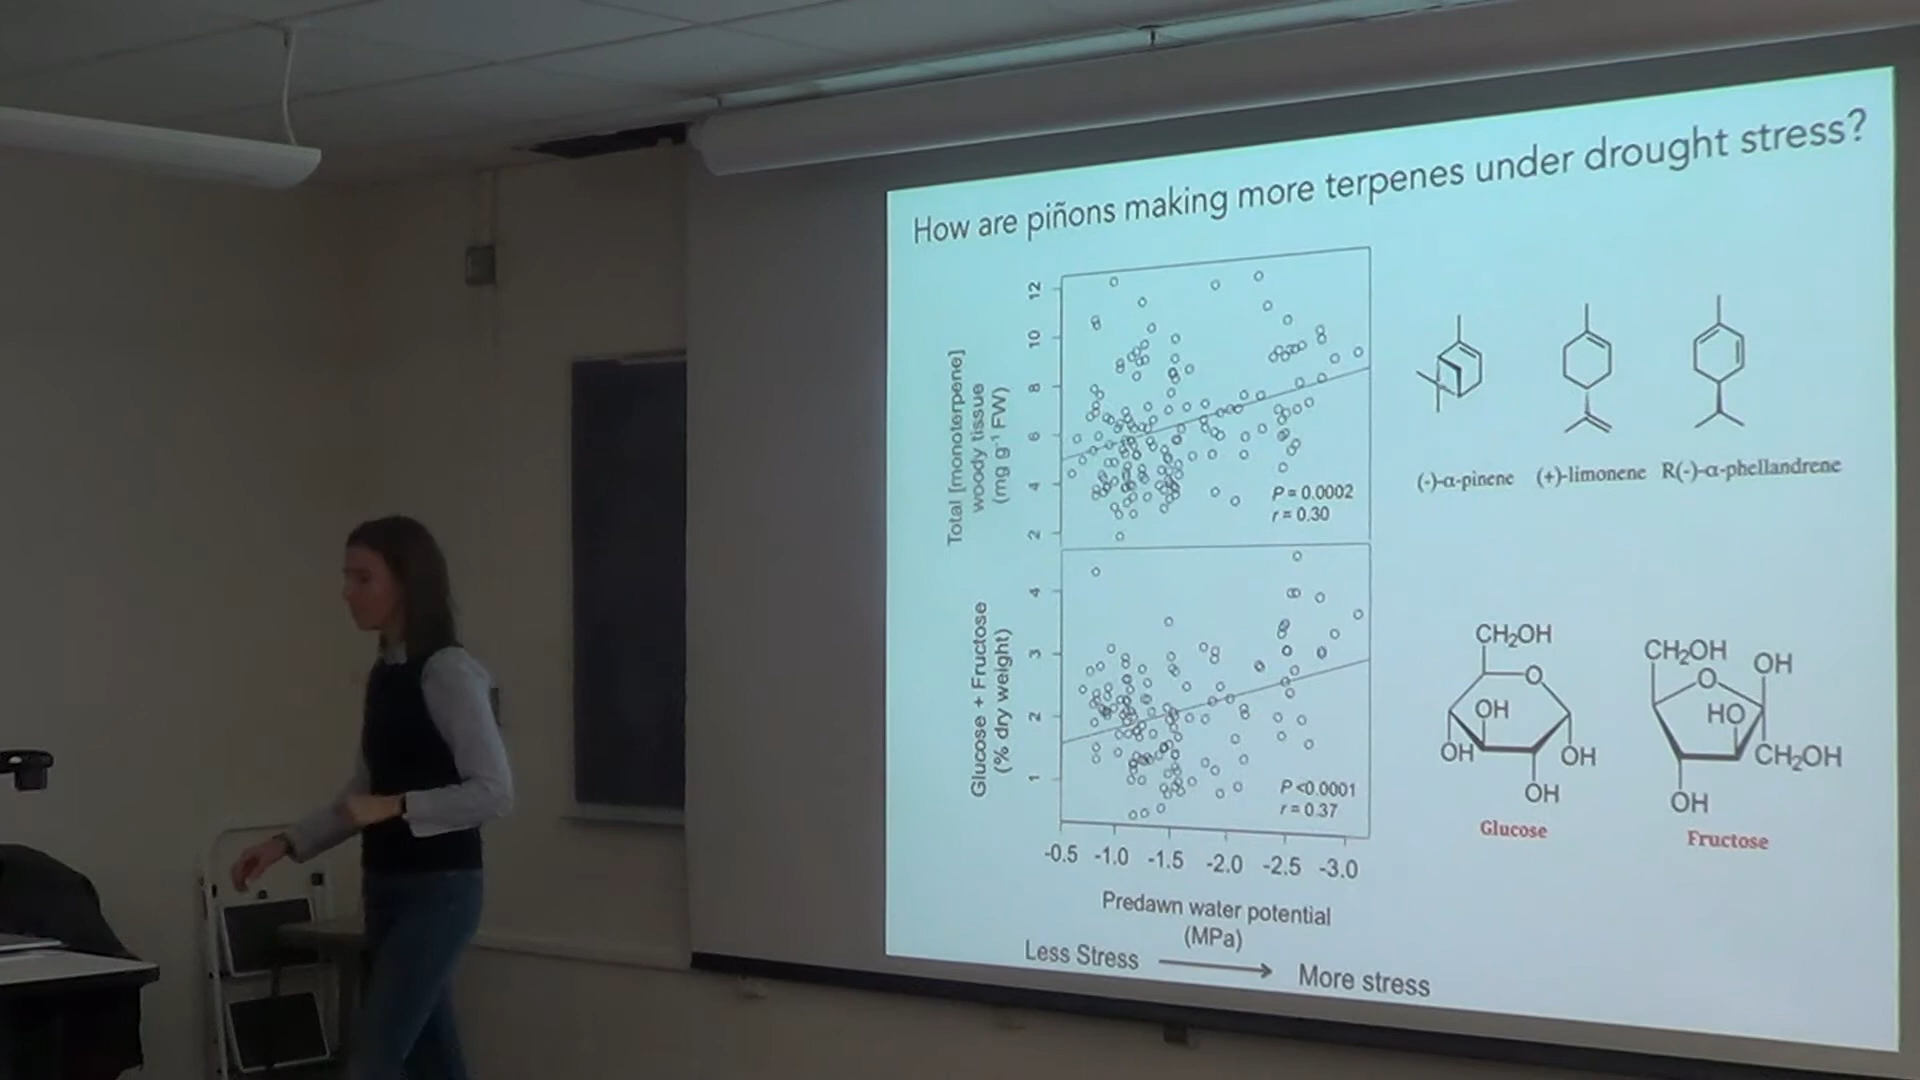 How are piñons making more terpenes under drought stress?
Total [monoterpene]
woody tissue
(mg g⁻¹ FW)
12
10
8
6
4
2
P = 0.0002
r = 0.30
(-)-α-pinene (+)-limonene R(-)-α-phellandrene
Glucose + Fructose
(% dry weight)
4
3
2
1
P <0.0001
r = 0.37
-0.5 -1.0 -1.5 -2.0 -2.5 -3.0
Predawn water potential
(MPa)
Less Stress → More stress
CH₂OH
O
OH
OH
OH
OH
Glucose
CH₂OH
OH
O
HO
CH₂OH
OH
Fructose